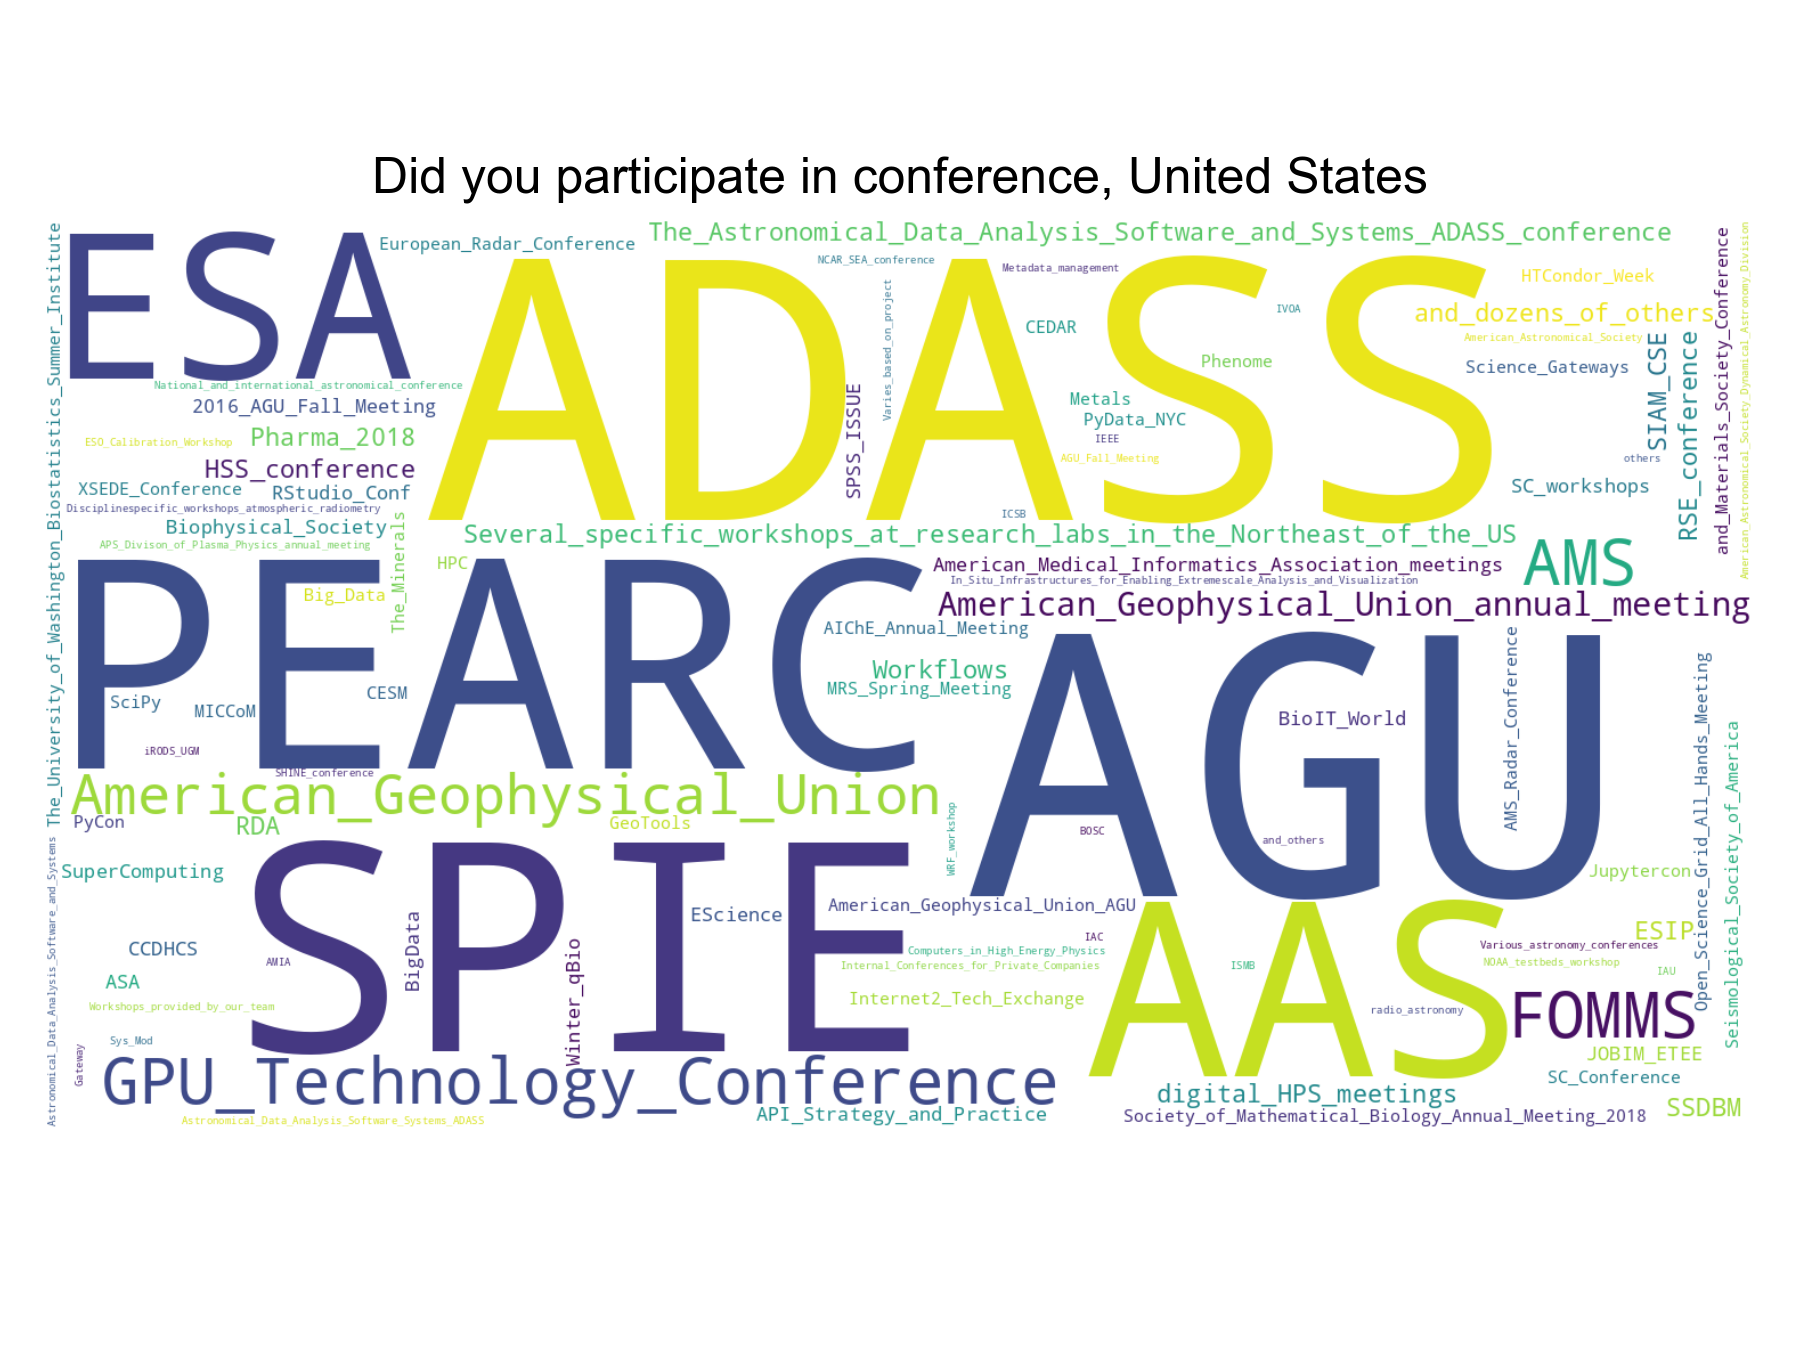 Did you participate in conference, United States
The_University_of_Washington_Biostatistics_Summer_Institute
ESA
European_Radar_Conference
The_Astronomical_Data_Analysis_Software_and_Systems_ADASS_conference
ADASS
NCAR_SEA_conference
Metadata_management
HTCondor_Week
IVOA
and_dozens_of_others
CEDAR
American_Astronomical_Society
Varies_based_on_project
Phenome
Science_Gateways
SIAM_CSE
RSE_conference
and_Materials_Society_Conference
American_Astronomical_Society_Dynamical_Astronomy_Division
National_and_international_astronomical_conference
2016_AGU_Fall_Meeting
Metals
PyData_NYC
SPSS_ISSUE
ESO_Calibration_Workshop
Pharma_2018
IEEE
AGU_Fall_Meeting
others
HSS_conference
XSEDE_Conference
RStudio_Conf
SC_workshops
Disciplinespecific_workshops_atmospheric_radiometry
ICSB
Biophysical_Society
Several_specific_workshops_at_research_labs_in_the_Northeast_of_the_US
APS_Divison_of_Plasma_Physics_annual_meeting
The_Minerals
HPC
American_Medical_Informatics_Association_meetings
AMS
In_Situ_Infrastructures_for_Enabling_Extremescale_Analysis_and_Visualization
PEARC
Big_Data
American_Geophysical_Union_annual_meeting
AIChE_Annual_Meeting
Workflows
MRS_Spring_Meeting
AGU
SciPy
MICCoM
CESM
BioIT_World
AMS_Radar_Conference
Open_Science_Grid_All_Hands_Meeting
Seismological_Society_of_America
iRODS_UGM
SHINE_conference
American_Geophysical_Union
PyCon
RDA
GeoTools
WRF_workshop
BOSC
and_others
Astronomical_Data_Analysis_Software_and_Systems
SuperComputing
SPIE
Jupytercon
American_Geophysical_Union_AGU
EScience
BigData
AAS
ESIP
CCDHCS
IAC
Various_astronomy_conferences
Computers_in_High_Energy_Physics
AMIA
Winter_qBio
Internal_Conferences_for_Private_Companies
ISMB
NOAA_testbeds_workshop
IAU
ASA
Internet2_Tech_Exchange
Workshops_provided_by_our_team
radio_astronomy
FOMMS
Sys_Mod
Gateway
JOBIM_ETEE
GPU_Technology_Conference
SC_Conference
digital_HPS_meetings
SSDBM
API_Strategy_and_Practice
Society_of_Mathematical_Biology_Annual_Meeting_2018
Astronomical_Data_Analysis_Software_Systems_ADASS